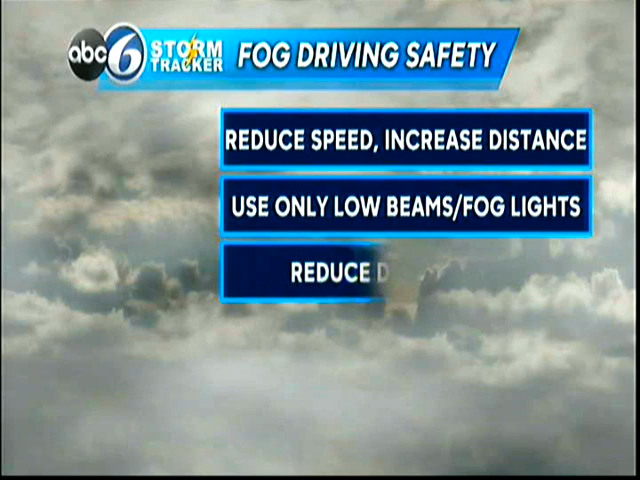 abc 6 STORM TRACKER
FOG DRIVING SAFETY
REDUCE SPEED, INCREASE DISTANCE
USE ONLY LOW BEAMS/FOG LIGHTS
REDUCE D